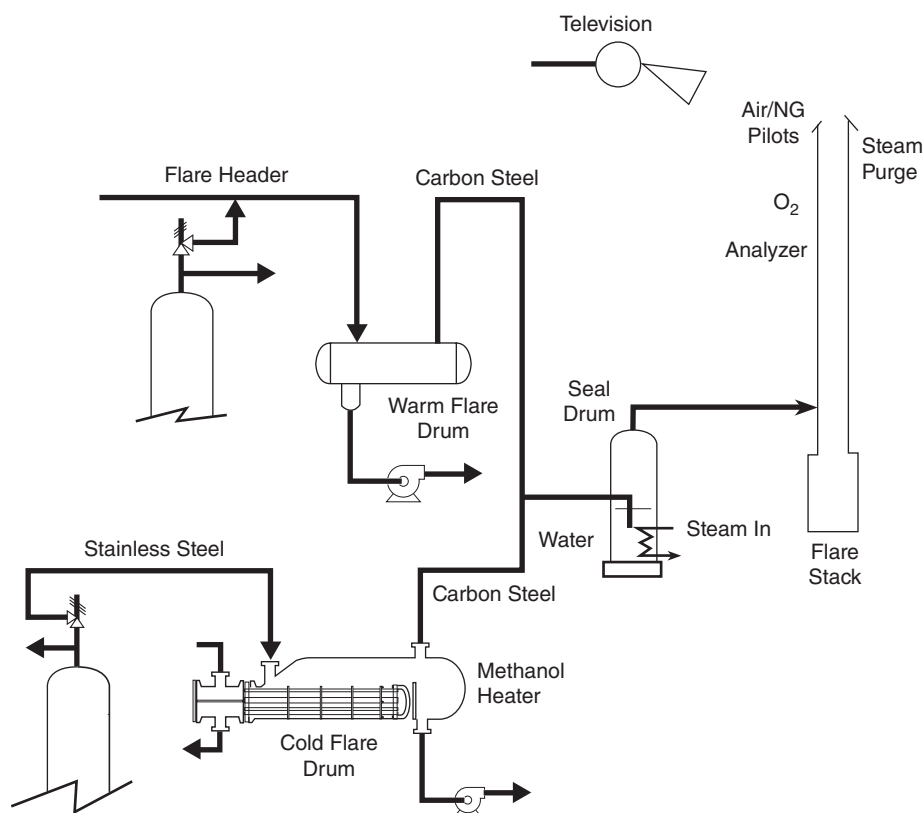 Television
Air/NG
Pilots
Steam
Purge
Flare Header
Carbon Steel
O2
Analyzer
Warm Flare
Drum
Seal
Drum
Water
Steam In
Flare
Stack
Stainless Steel
Carbon Steel
Methanol
Heater
Cold Flare
Drum